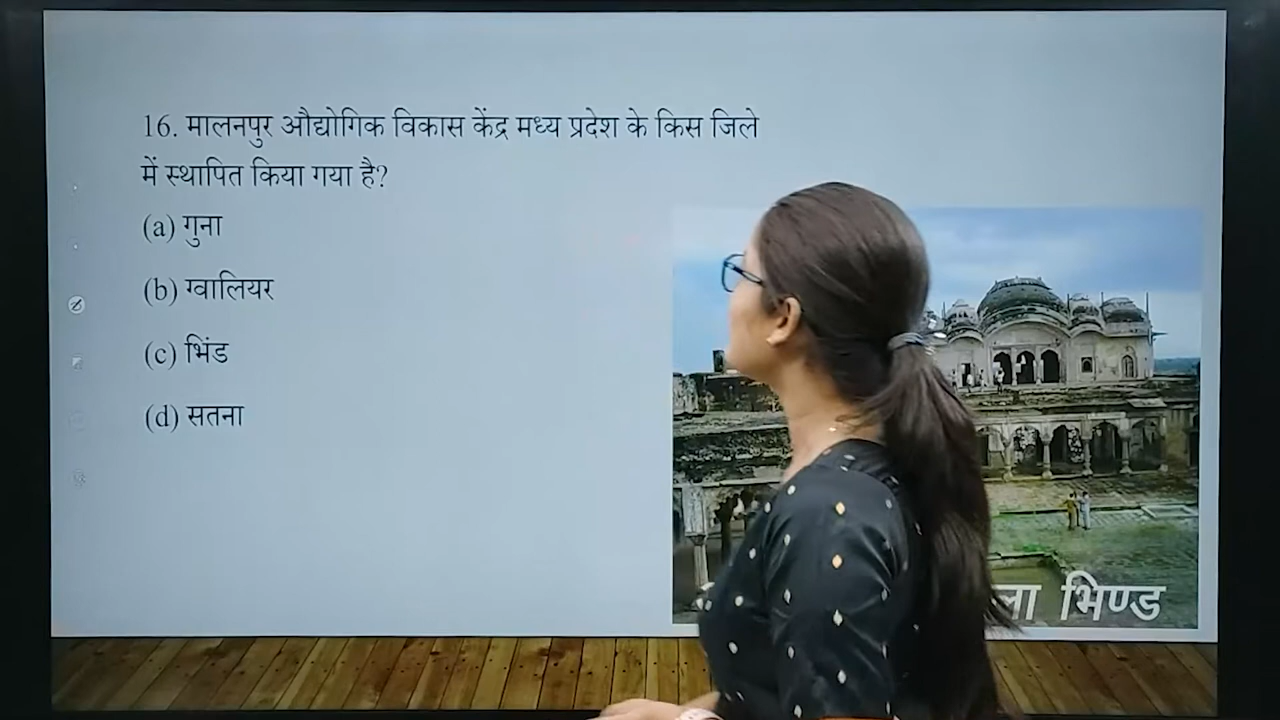 16. मालनपुर औद्योगिक विकास केंद्र मध्य प्रदेश के किस जिले
में स्थापित किया गया है?
(a) गुना
(b) ग्वालियर
(c) भिंड
(d) सतना
भिण्ड